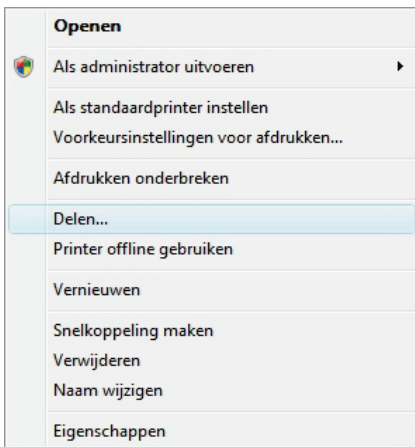 Openen
Als administrator uitvoeren
Als standaardprinter instellen
Voorkeursinstellingen voor afdrukken...
Afdrukken onderbreken
Delen...
Printer offline gebruiken
Vernieuwen
Snelkoppeling maken
Verwijderen
Naam wijzigen
Eigenschappen